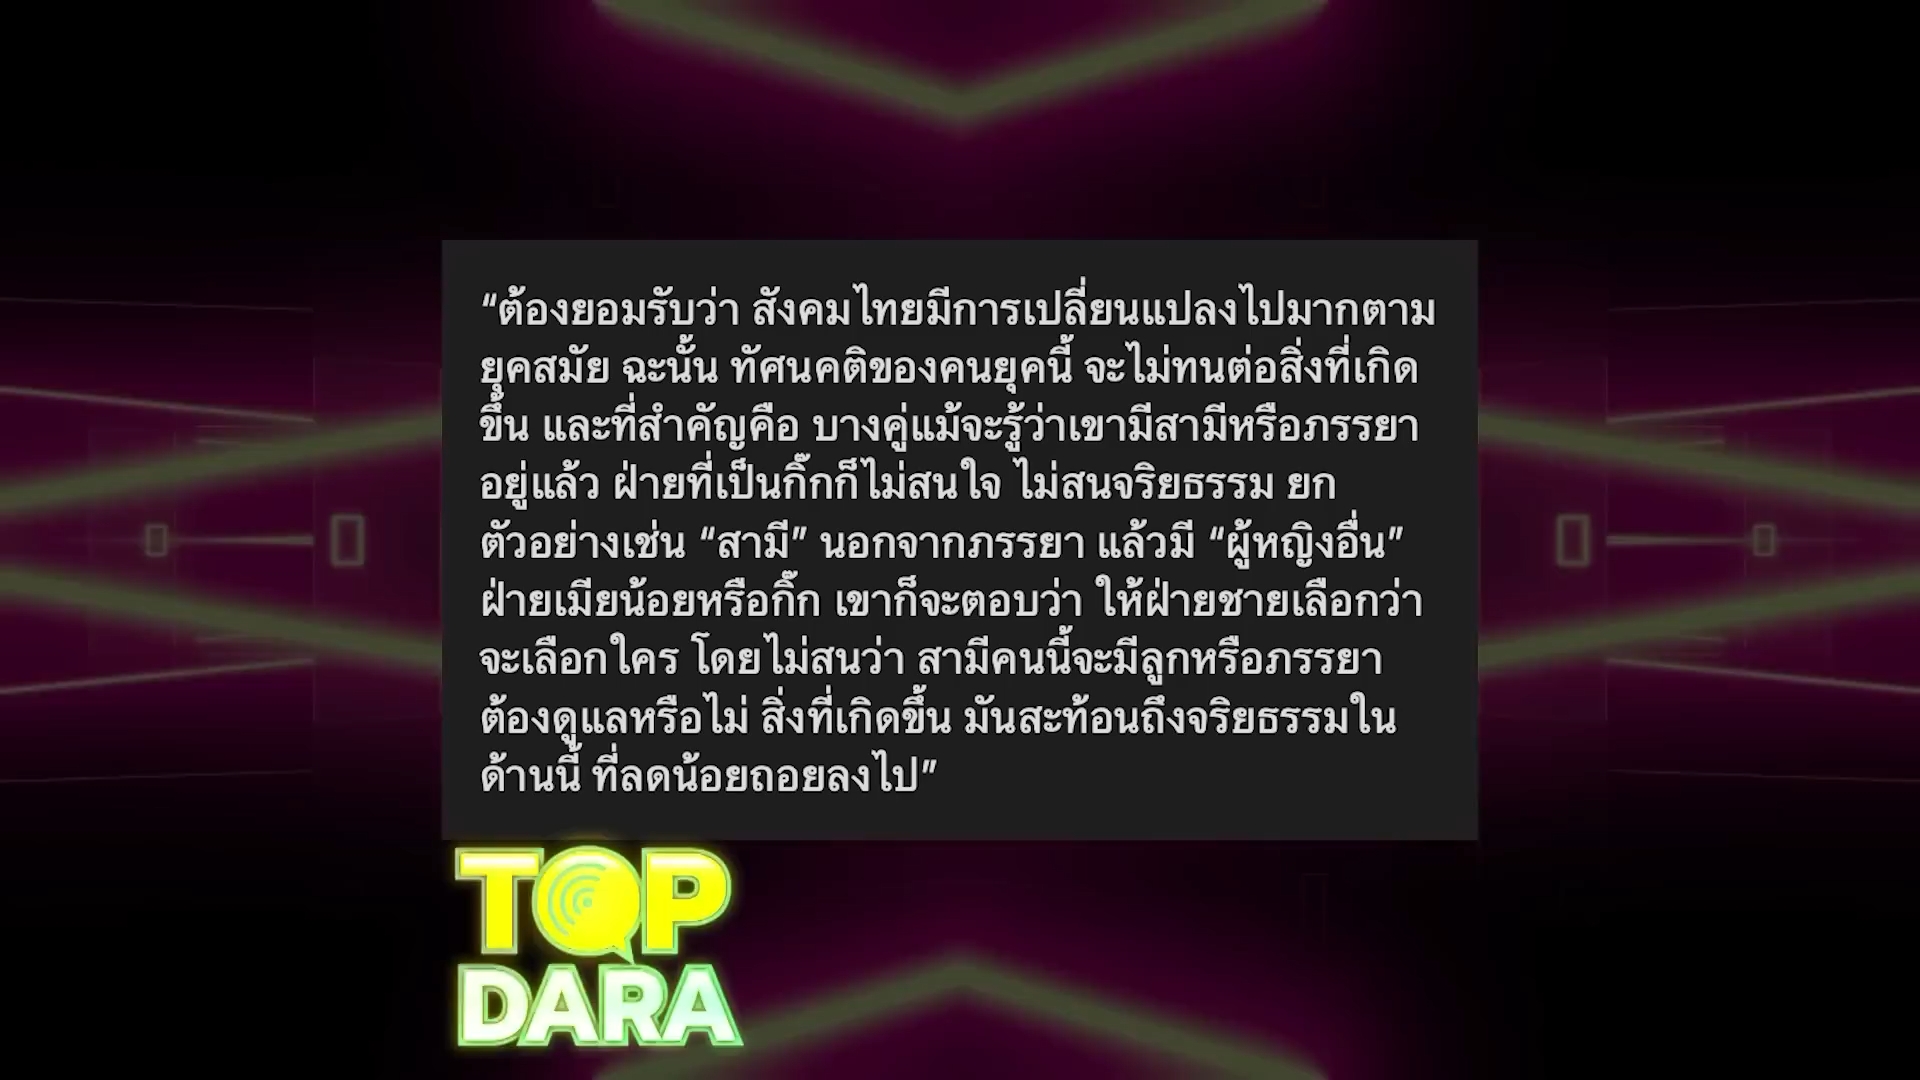 “ต้องยอมรับว่า สังคมไทยมีการเปลี่ยนแปลงไปมากตาม
ยุคสมัย ฉะนั้น ทัศนคติของคนยุคนี้ จะไม่ทนต่อสิ่งที่เกิด
ขึ้น และที่สำคัญคือ บางคู่แม้จะรู้ว่าเขามีสามีหรือภรรยา
อยู่แล้ว ฝ่ายที่เป็นกิ๊กก็ไม่สนใจ ไม่สนจริยธรรม ยก
ตัวอย่างเช่น “สามี” นอกจากภรรยา แล้วมี “ผู้หญิงอื่น”
ฝ่ายเมียน้อยหรือกิ๊ก เขาก็จะตอบว่า ให้ฝ่ายชายเลือกว่า
จะเลือกใคร โดยไม่สนว่า สามีคนนี้จะมีลูกหรือภรรยา
ต้องดูแลหรือไม่ สิ่งที่เกิดขึ้น มันสะท้อนถึงจริยธรรมใน
ด้านนี้ ที่ลดน้อยถอยลงไป”
TOP
DARA